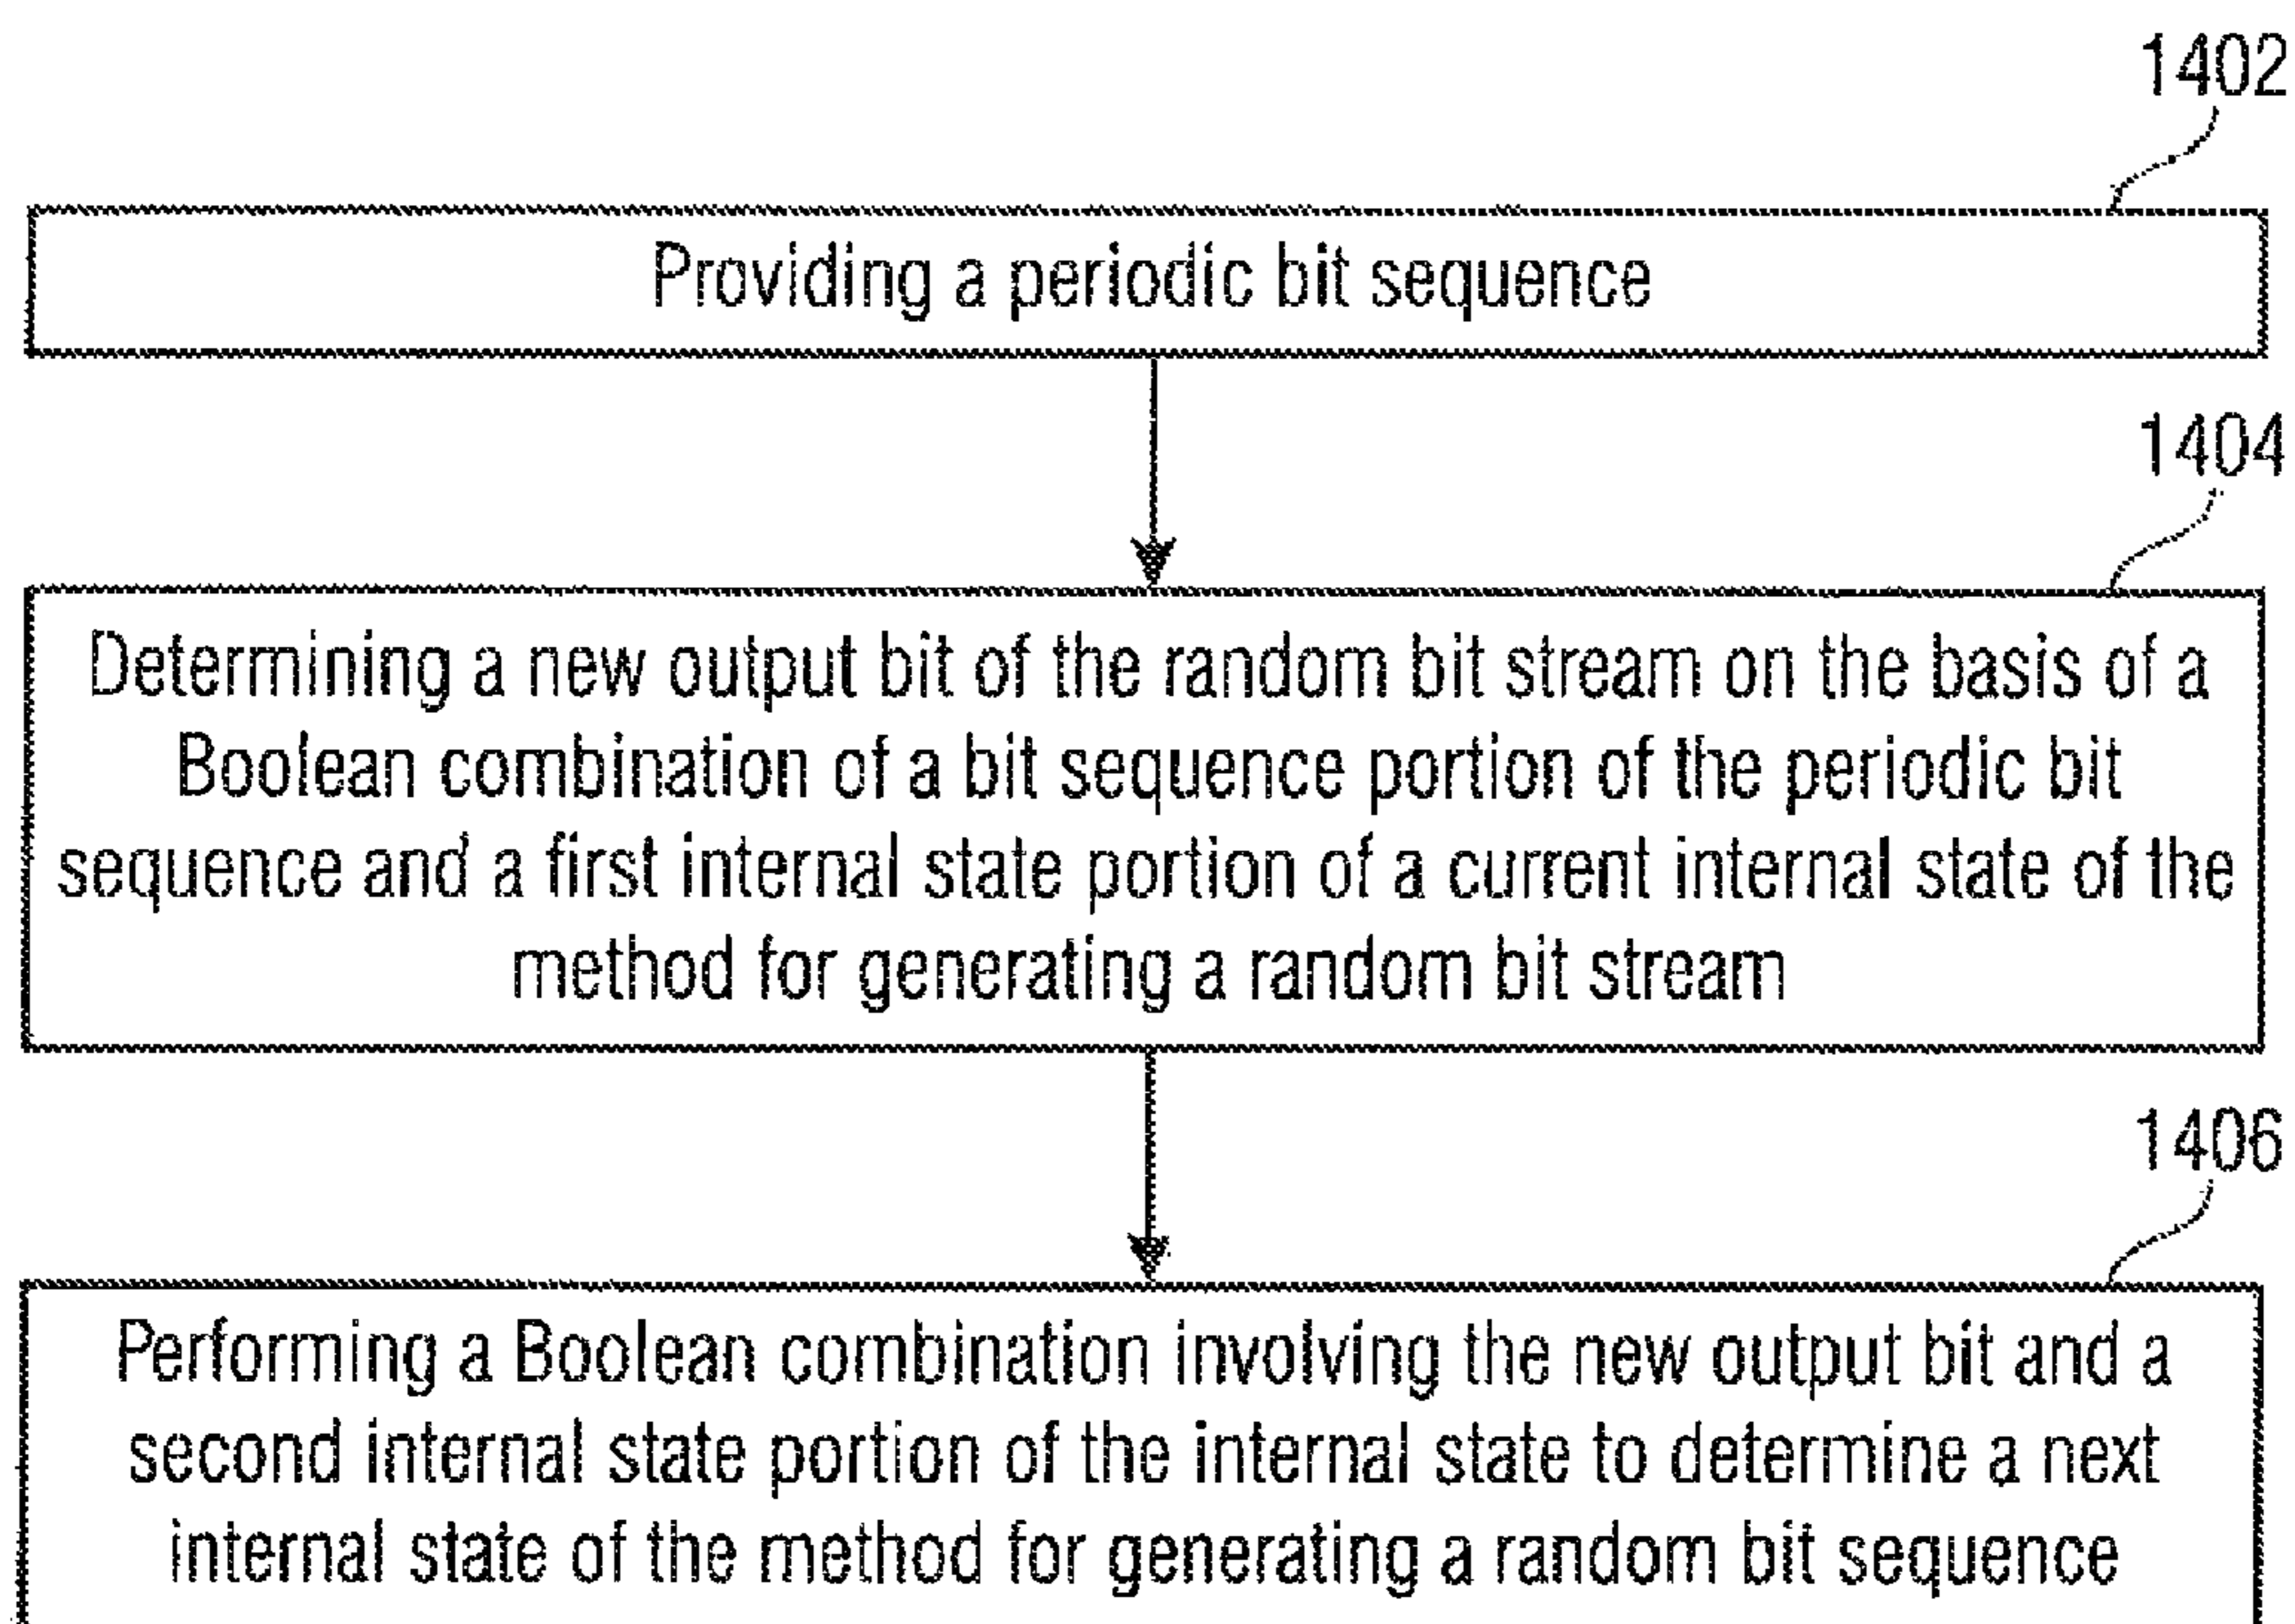 1402
Providing a periodic bit sequence
1404
Determining a new output bit of the random bit stream on the basis of a
Boolean combination of a bit sequence portion of the periodic bit
sequence and a first internal state portion of a current internal state of the
method for generating a random bit stream
1406
Performing a Boolean combination involving the new output bit and a
second internal state portion of the internal state to determine a next
internal state of the method for generating a random bit sequence